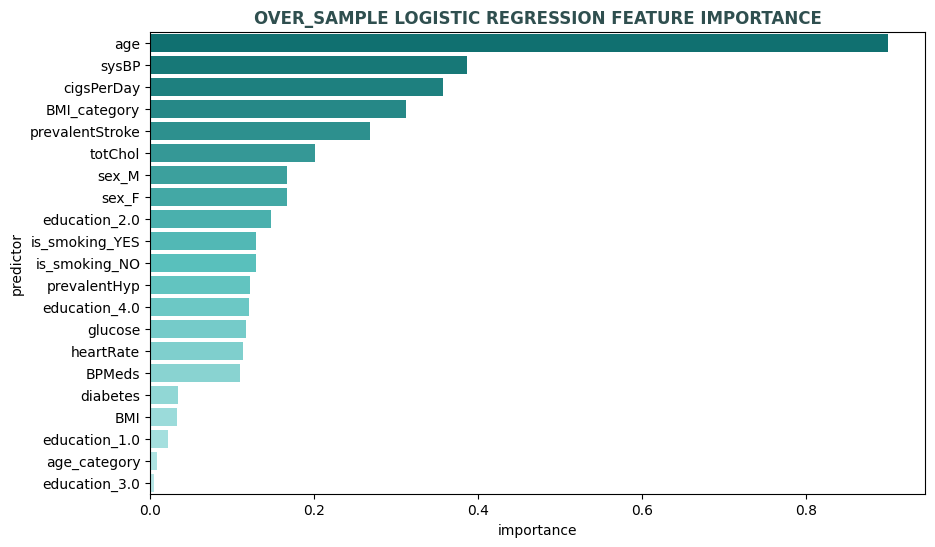 OVER_SAMPLE LOGISTIC REGRESSION FEATURE IMPORTANCE
age
sysBP
cigsPerDay
BMI_category
prevalentStroke
totChol
sex_M
sex_F
education_2.0
is_smoking_YES
is_smoking_NO
prevalentHyp
education_4.0
glucose
heartRate
BPMeds
diabetes
BMI
education_1.0
age_category
education_3.0
predictor
0.0 0.2 0.4 0.6 0.8
importance